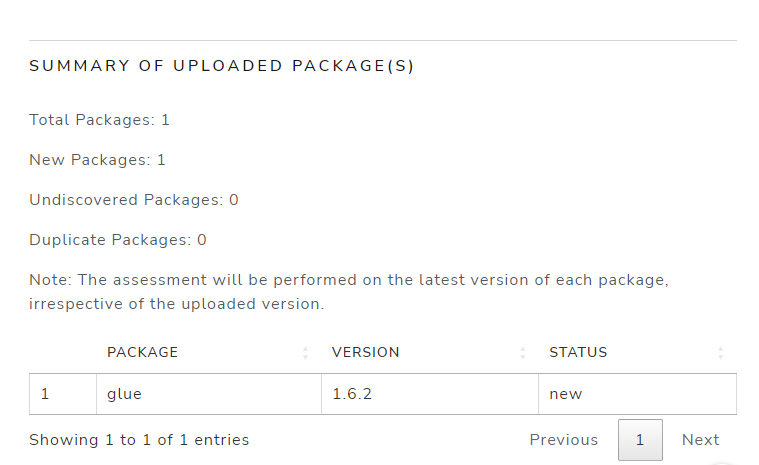 SUMMARY OF UPLOADED PACKAGE(S)
Total Packages: 1
New Packages: 1
Undiscovered Packages: 0
Duplicate Packages: 0
Note: The assessment will be performed on the latest version of each package,
irrespective of the uploaded version.
PACKAGE VERSION STATUS
1 glue 1.6.2 new
Showing 1 to 1 of 1 entries Previous 1 Next